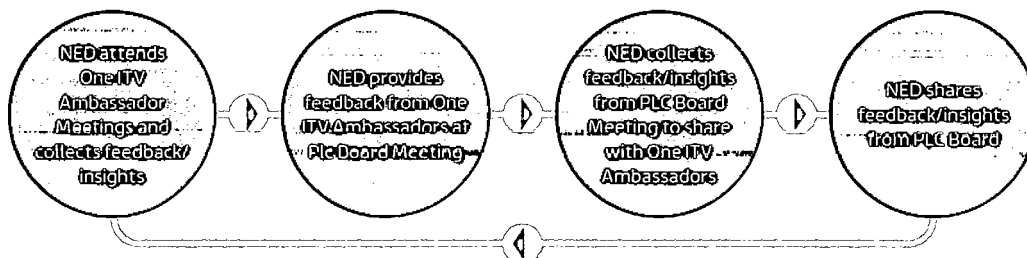 NED attends
One ITV
Ambassador
Meetings and
collects feedback/
insights
NED provides
feedback from One
ITV Ambassadors at
Plc Board Meeting
NED collects
feedback/insights
from PLC Board
Meeting to share
with One ITV
Ambassadors
NED shares
feedback/insights
from PLC Board